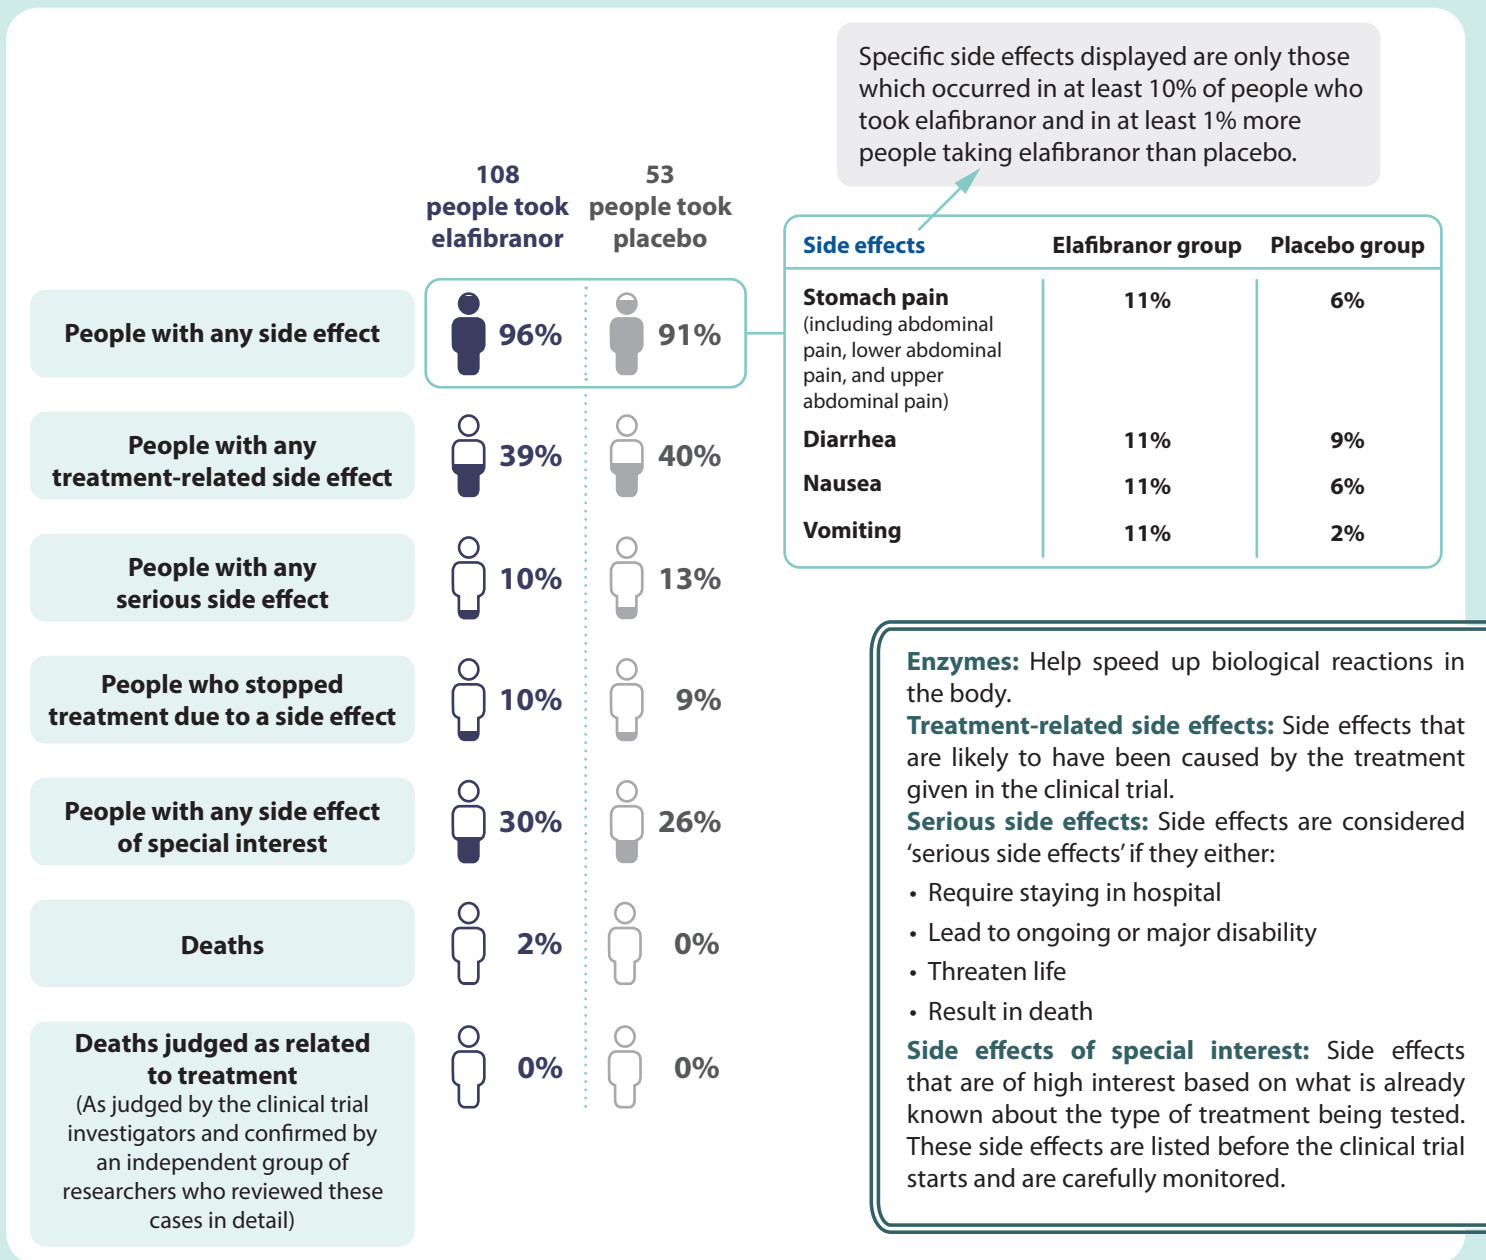 Specific side effects displayed are only those
which occurred in at least 10% of people who
took elafibranor and in at least 1% more
people taking elafibranor than placebo.
108
people took
elafibranor
53
people took
placebo
People with any side effect
96%
91%
People with any
treatment-related side effect
39%
40%
People with any
serious side effect
10%
13%
People who stopped
treatment due to a side effect
10%
9%
People with any side effect
of special interest
30%
26%
Deaths
2%
0%
Deaths judged as related
to treatment
(As judged by the clinical trial
investigators and confirmed by
an independent group of
researchers who reviewed these
cases in detail)
0%
0%
Side effects Elafibranor group Placebo group
Stomach pain 11% 6%
(including abdominal
pain, lower abdominal
pain, and upper
abdominal pain)
Diarrhea 11% 9%
Nausea 11% 6%
Vomiting 11% 2%
Enzymes: Help speed up biological reactions in
the body.
Treatment-related side effects: Side effects that
are likely to have been caused by the treatment
given in the clinical trial.
Serious side effects: Side effects are considered
‘serious side effects’ if they either:
• Require staying in hospital
• Lead to ongoing or major disability
• Threaten life
• Result in death
Side effects of special interest: Side effects
that are of high interest based on what is already
known about the type of treatment being tested.
These side effects are listed before the clinical trial
starts and are carefully monitored.